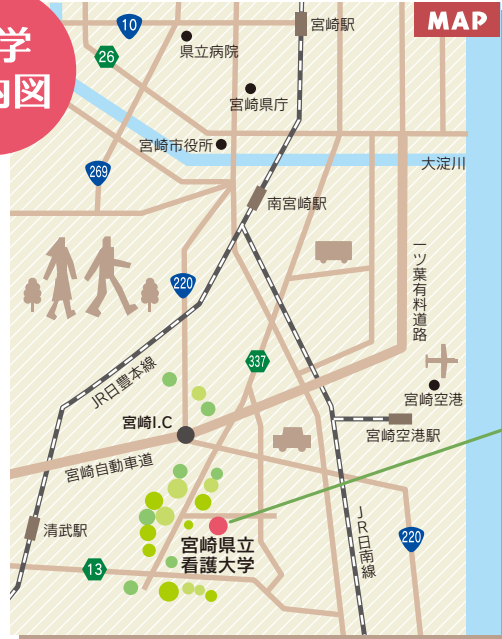 学
内図
MAP
10
宮崎駅
26
県立病院
宮崎県庁
宮崎市役所
大淀川
269
南宮崎駅
一ツ葉有料道路
220
337
JR日豊本線
宮崎空港
宮崎I.C
宮崎空港駅
宮崎自動車道
清武駅
JR日南線
220
宮崎県立
看護大学
13